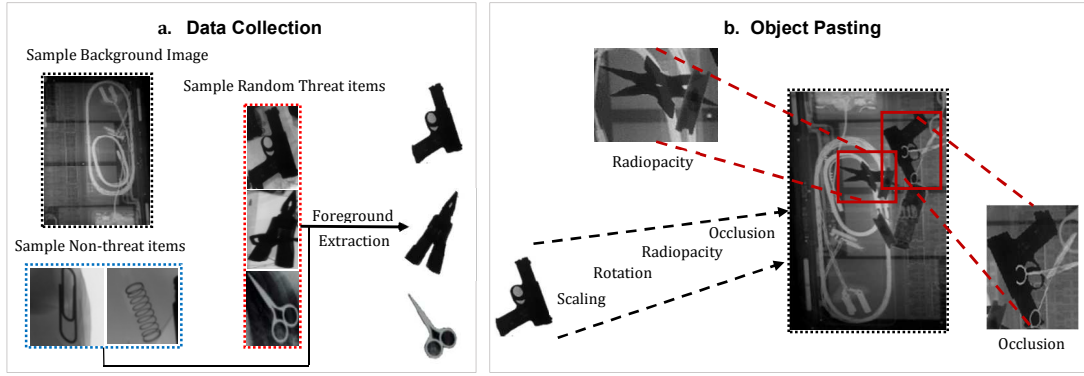 a. Data Collection
Sample Background Image
Sample Random Threat items
Foreground
Extraction
Sample Non-threat items
b. Object Pasting
Radiopacity
Occlusion
Radiopacity
Rotation
Scaling
Occlusion